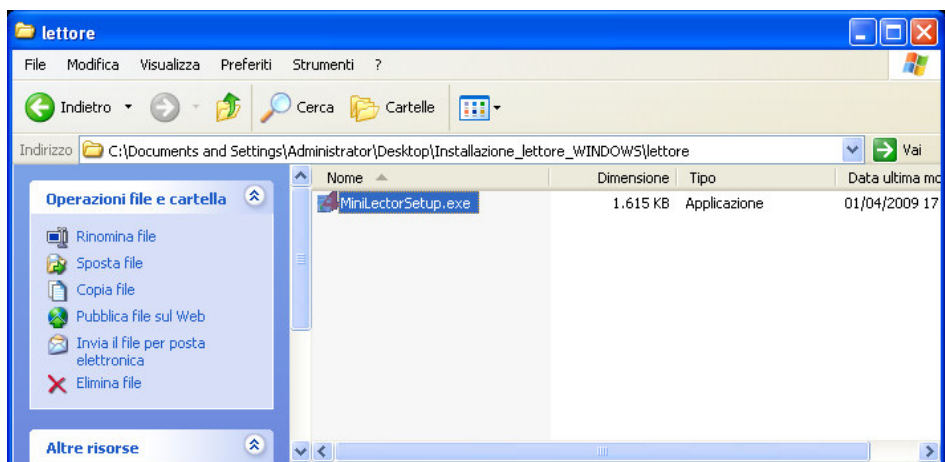 lettore
File Modifica Visualizza Preferiti Strumenti ?
Indietro Cerca Cartelle
Indirizzo C:\Documents and Settings\Administrator\Desktop\Installazione_lettore_WINDOWS\lettore Vai
Nome Dimensione Tipo Data ultima mo
MiniLectorSetup.exe 1.615 KB Applicazione 01/04/2009 17
Operazioni file e cartella
Rinomina file
Sposta file
Copia file
Pubblica file sul Web
Invia il file per posta
elettronica
Elimina file
Altre risorse